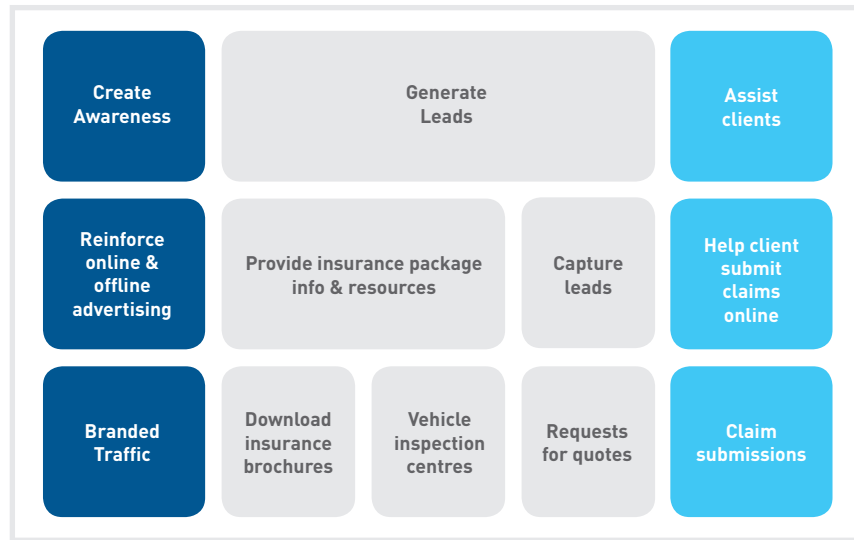 Create
Awareness
Generate
Leads
Assist
clients
Reinforce
online &
offline
advertising
Provide insurance package
info & resources
Capture
leads
Help client
submit
claims
online
Branded
Traffic
Download
insurance
brochures
Vehicle
inspection
centres
Requests
for quotes
Claim
submissions